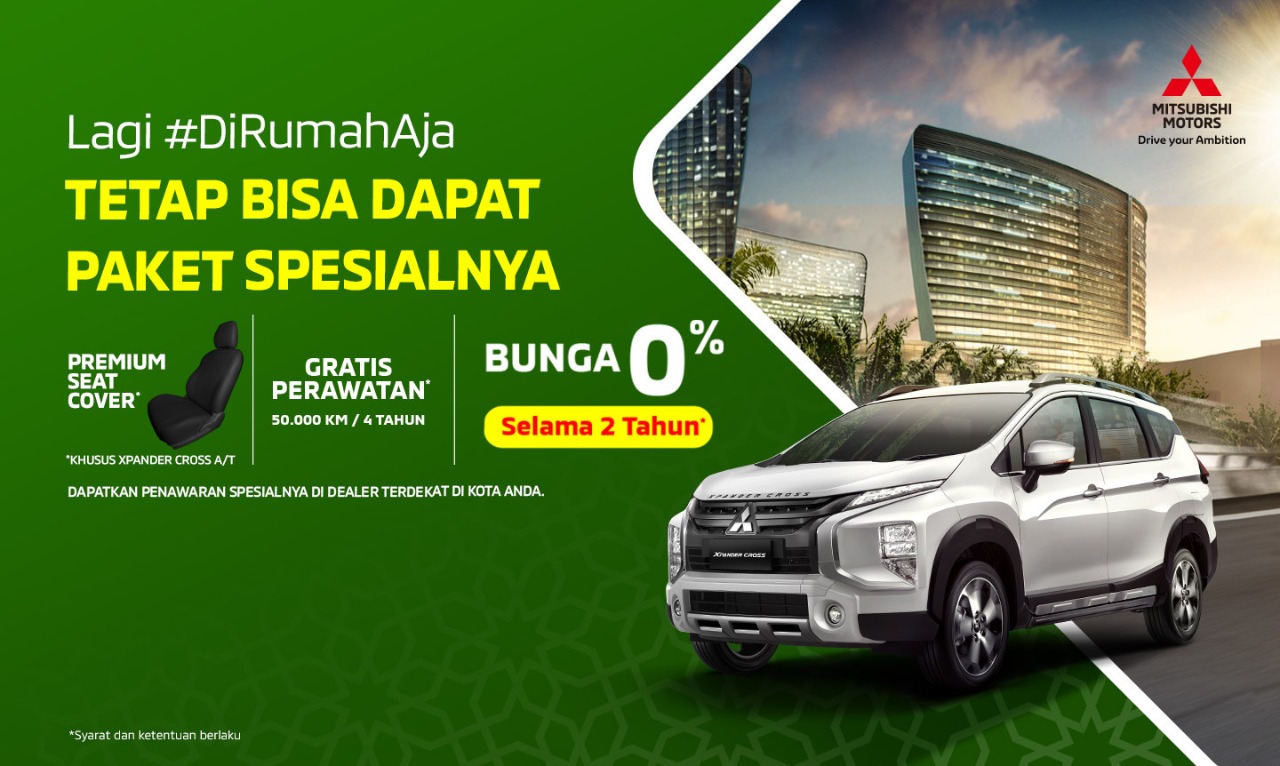 Lagi #DiRumahAja
TETAP BISA DAPAT
PAKET SPESIALNYA
PREMIUM
SEAT
COVER*
*KHUSUS XPANDER CROSS A/T
GRATIS
PERAWATAN*
50.000 KM / 4 TAHUN
BUNGA 0%
Selama 2 Tahun*
DAPATKAN PENAWARAN SPESIALNYA DI DEALER TERDEKAT DI KOTA ANDA.
MITSUBISHI
MOTORS
Drive your Ambition
XPANDER CROSS
XPANDER CROSS
*Syarat dan ketentuan berlaku